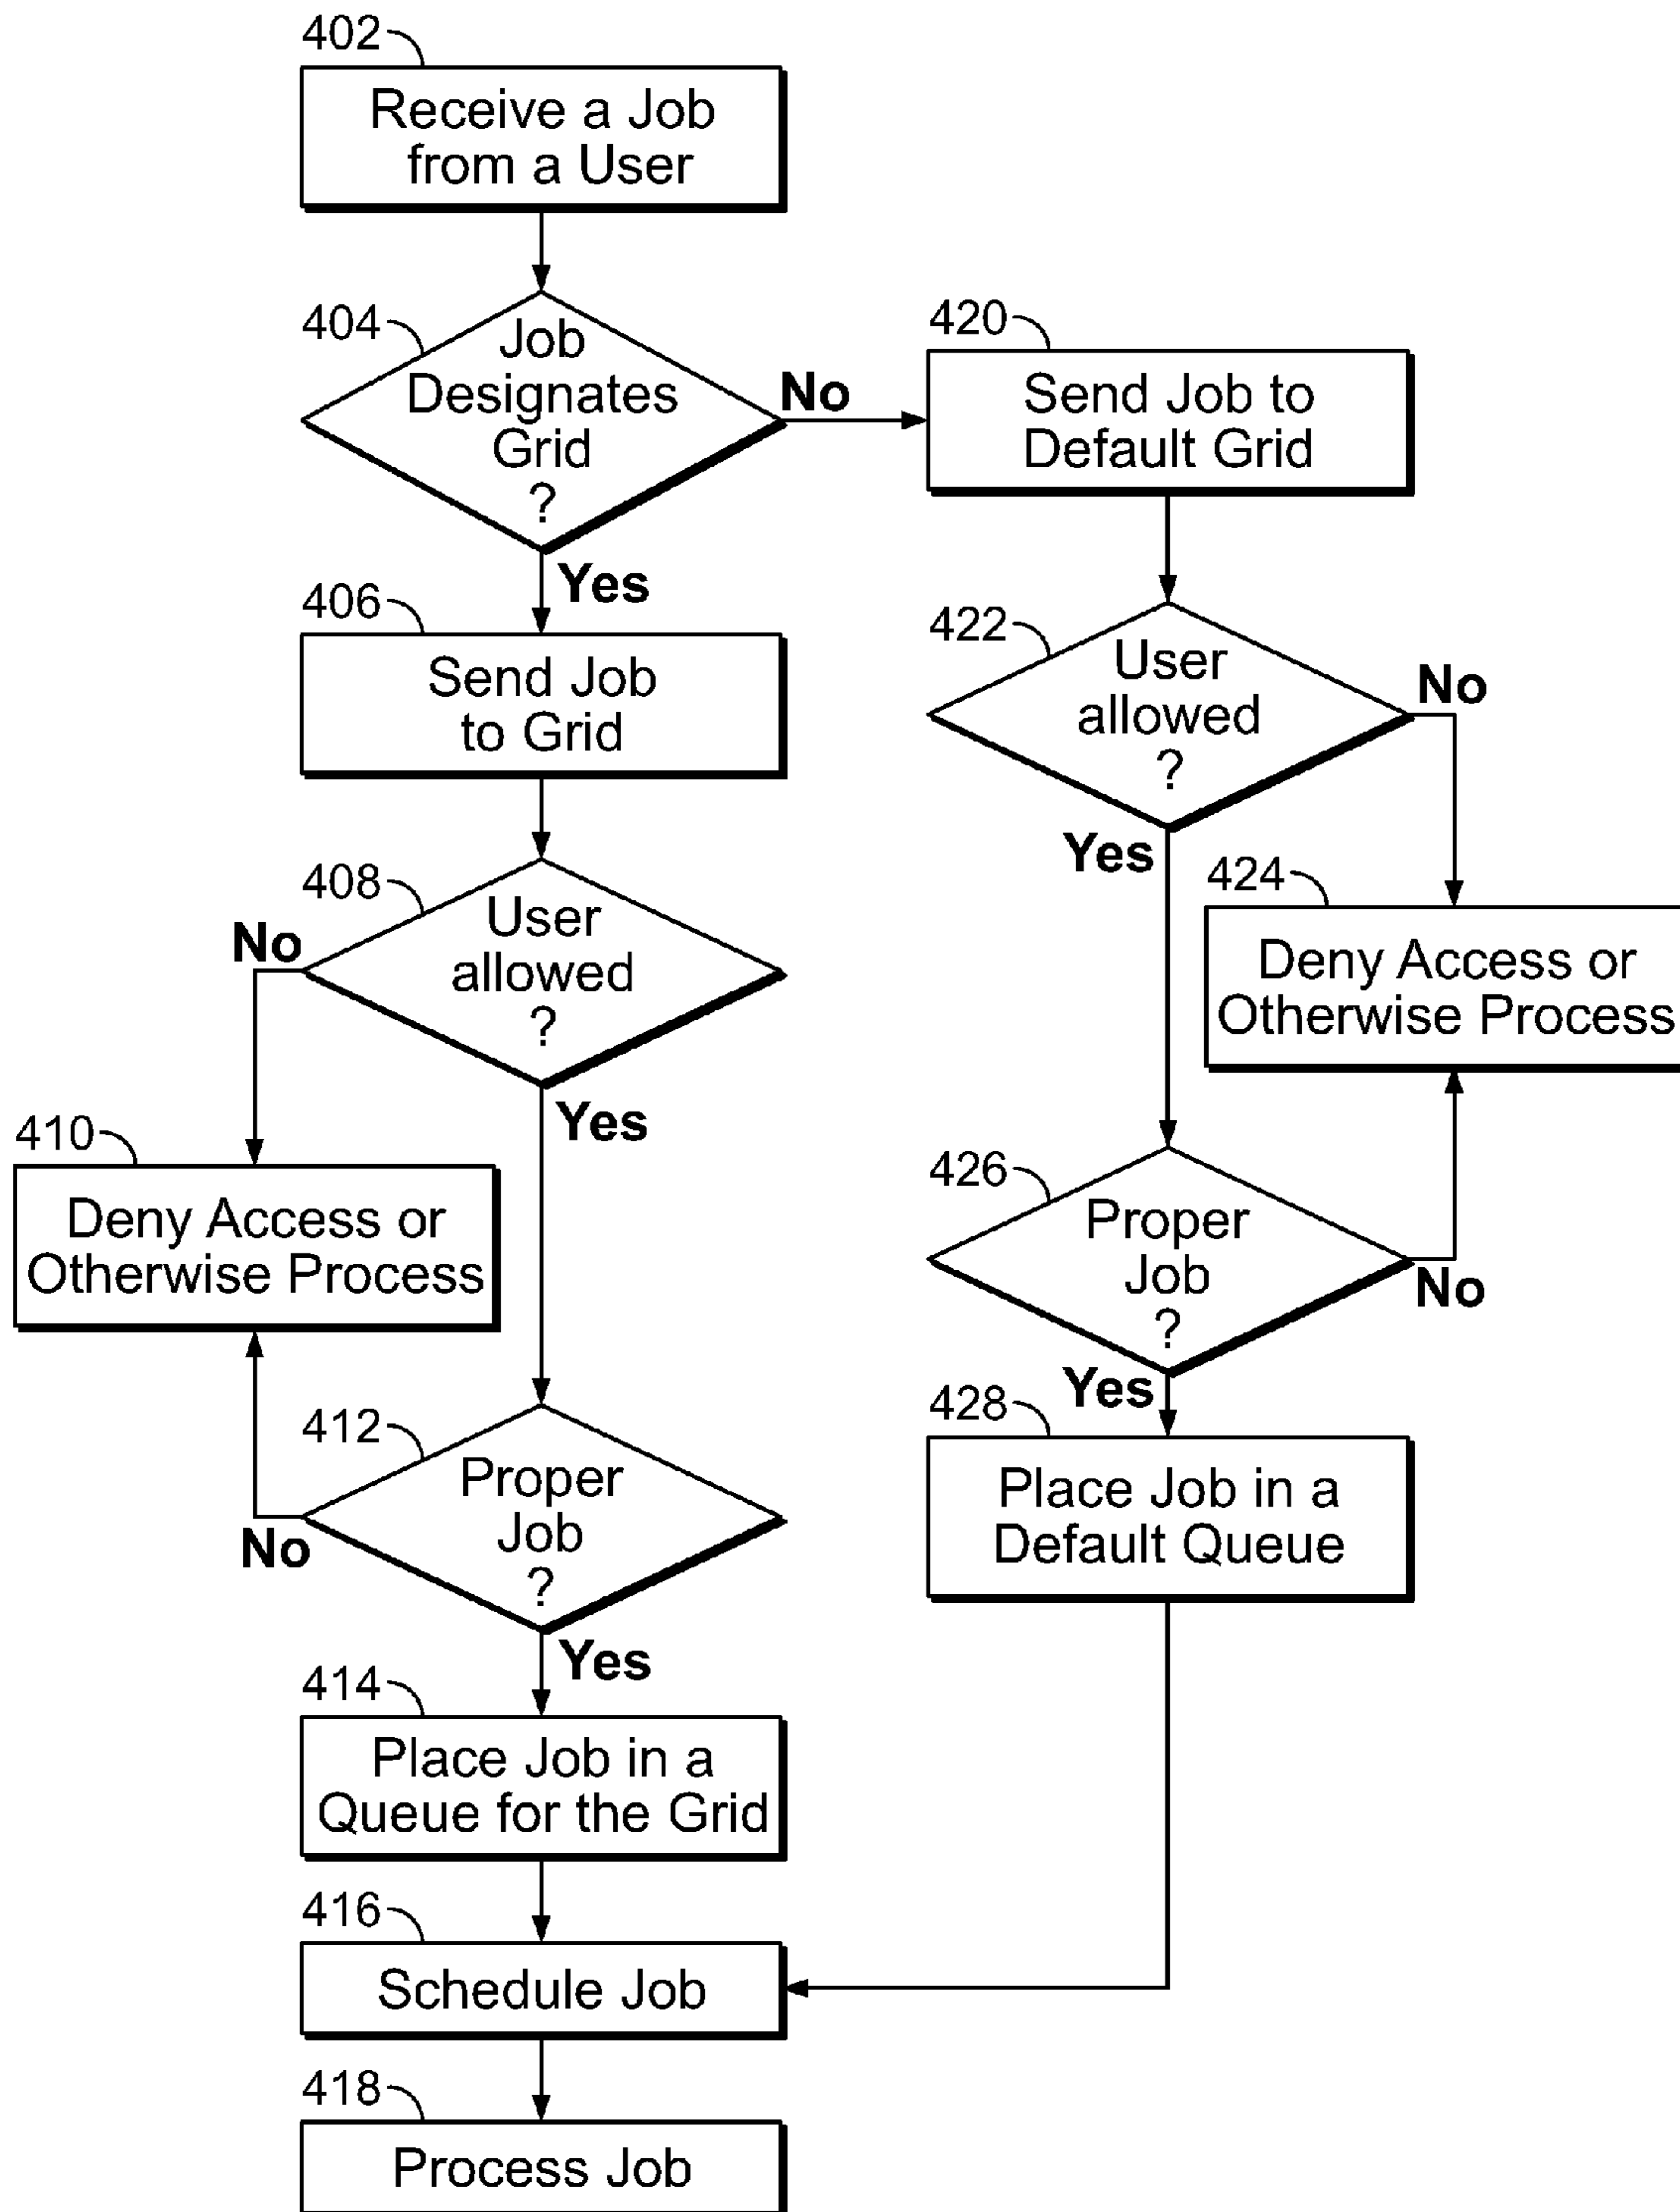 402
Receive a Job
from a User
404
Job
Designates
Grid
?
No
Yes
420
Send Job to
Default Grid
406
Send Job
to Grid
422
User
allowed
?
No
Yes
408
User
allowed
?
No
Yes
424
Deny Access or
Otherwise Process
410
Deny Access or
Otherwise Process
426
Proper
Job
?
No
Yes
412
Proper
Job
?
No
Yes
428
Place Job in a
Default Queue
414
Place Job in a
Queue for the Grid
416
Schedule Job
418
Process Job